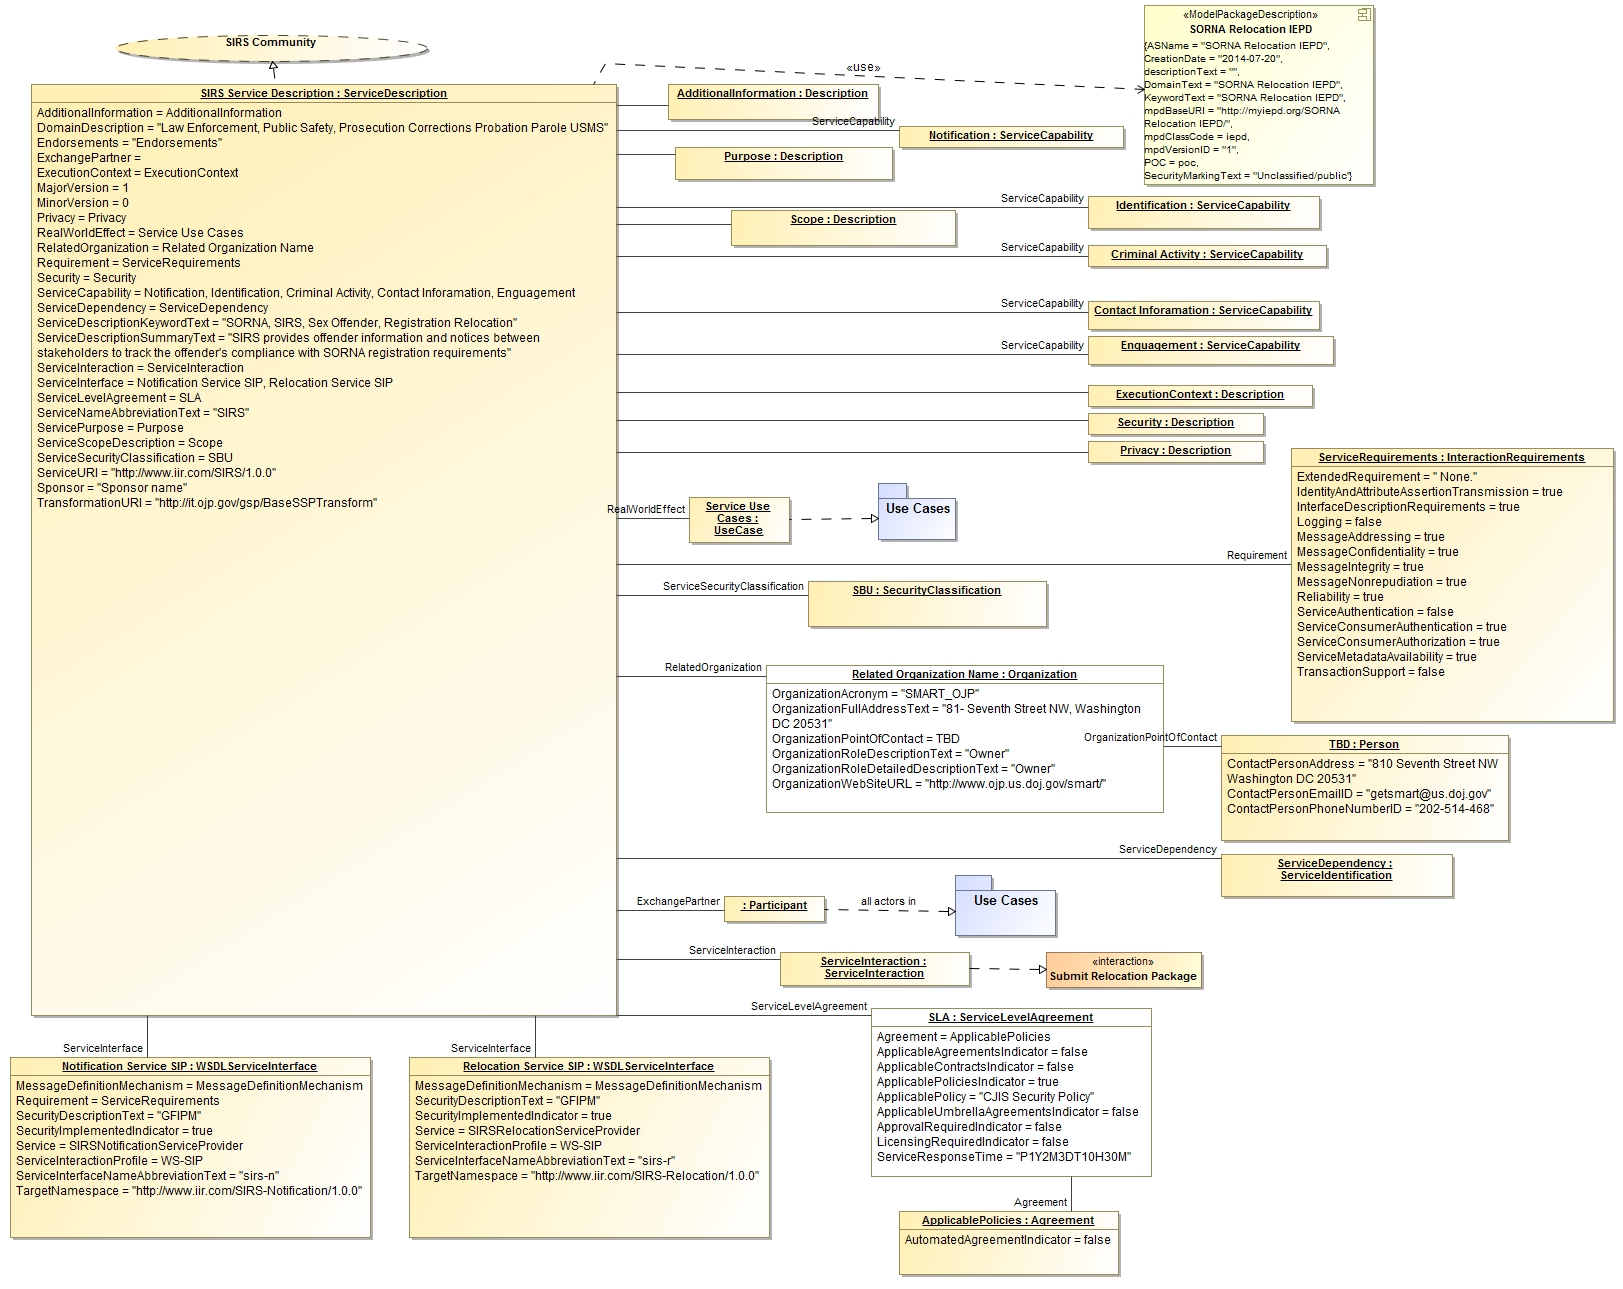 SIRS Community
«use»
«ModelPackageDescription»
SORNA Relocation IEPD
{ASName = "SORNA Relocation IEPD",
CreationDate = "2014-07-20",
descriptionText = "",
DomainText = "SORNA Relocation IEPD",
KeywordText = "SORNA Relocation IEPD",
mpdBaseURI = "http://myiepd.org/SORNA
Relocation IEPD/",
mpdClassCode = iepd,
mpdVersionID = "1",
POC = poc,
SecurityMarkingText = "Unclassified/public"}
SIRS Service Description : ServiceDescription
AdditionalInformation = AdditionalInformation
DomainDescription = "Law Enforcement, Public Safety, Prosecution Corrections Probation Parole USMS"
Endorsements = "Endorsements"
ExchangePartner =
ExecutionContext = ExecutionContext
MajorVersion = 1
MinorVersion = 0
Privacy = Privacy
RealWorldEffect = Service Use Cases
RelatedOrganization = Related Organization Name
Requirement = ServiceRequirements
Security = Security
ServiceCapability = Notification, Identification, Criminal Activity, Contact Inforamation, Enguagement
ServiceDependency = ServiceDependency
ServiceDescriptionKeywordText = "SORNA, SIRS, Sex Offender, Registration Relocation"
ServiceDescriptionSummaryText = "SIRS provides offender information and notices between
stakeholders to track the offender's compliance with SORNA registration requirements"
ServiceInteraction = ServiceInteraction
ServiceInterface = Notification Service SIP, Relocation Service SIP
ServiceLevelAgreement = SLA
ServiceNameAbbreviationText = "SIRS"
ServicePurpose = Purpose
ServiceScopeDescription = Scope
ServiceSecurityClassification = SBU
ServiceURI = "http://www.iir.com/SIRS/1.0.0"
Sponsor = "Sponsor name"
TransformationURI = "http://it.ojp.gov/gsp/BaseSSPTransform"
AdditionalInformation : Description
ServiceCapability
Notification : ServiceCapability
Purpose : Description
ServiceCapability
Identification : ServiceCapability
Scope : Description
ServiceCapability
Criminal Activity : ServiceCapability
ServiceCapability
Contact Inforamation : ServiceCapability
ServiceCapability
Enguagement : ServiceCapability
ExecutionContext : Description
Security : Description
Privacy : Description
RealWorldEffect
Service Use
Cases :
UseCase
Use Cases
Requirement
ServiceRequirements : InteractionRequirements
ExtendedRequirement = " None."
IdentityAndAttributeAssertionTransmission = true
InterfaceDescriptionRequirements = true
Logging = false
MessageAddressing = true
MessageConfidentiality = true
MessageIntegrity = true
MessageNonrepudiation = true
Reliability = true
ServiceAuthentication = false
ServiceConsumerAuthentication = true
ServiceConsumerAuthorization = true
ServiceMetadataAvailability = true
TransactionSupport = false
ServiceSecurityClassification
SBU : SecurityClassification
RelatedOrganization
Related Organization Name : Organization
OrganizationAcronym = "SMART_OJP"
OrganizationFullAddressText = "81- Seventh Street NW, Washington
DC 20531"
OrganizationPointOfContact = TBD
OrganizationRoleDescriptionText = "Owner"
OrganizationRoleDetailedDescriptionText = "Owner"
OrganizationWebSiteURL = "http://www.ojp.us.doj.gov/smart/"
OrganizationPointOfContact
TBD : Person
ContactPersonAddress = "810 Seventh Street NW
Washington DC 20531"
ContactPersonEmailID = "getsmart@us.doj.gov"
ContactPersonPhoneNumberID = "202-514-468"
ServiceDependency
ServiceDependency :
ServiceIdentification
ExchangePartner
: Participant
all actors in
Use Cases
ServiceInteraction
ServiceInteraction :
ServiceInteraction
«interaction»
Submit Relocation Package
ServiceLevelAgreement
SLA : ServiceLevelAgreement
Agreement = ApplicablePolicies
ApplicableAgreementsIndicator = false
ApplicableContractsIndicator = false
ApplicablePoliciesIndicator = true
ApplicablePolicy = "CJIS Security Policy"
ApplicableUmbrellaAgreementsIndicator = false
ApprovalRequiredIndicator = false
LicensingRequiredIndicator = false
ServiceResponseTime = "P1Y2M3DT10H30M"
Agreement
ApplicablePolicies : Agreement
AutomatedAgreementIndicator = false
ServiceInterface
Notification Service SIP : WSDLServiceInterface
MessageDefinitionMechanism = MessageDefinitionMechanism
Requirement = ServiceRequirements
SecurityDescriptionText = "GFIPM"
SecurityImplementedIndicator = true
Service = SIRSNotificationServiceProvider
ServiceInteractionProfile = WS-SIP
ServiceInterfaceNameAbbreviationText = "sirs-n"
TargetNamespace = "http://www.iir.com/SIRS-Notification/1.0.0"
ServiceInterface
Relocation Service SIP : WSDLServiceInterface
MessageDefinitionMechanism = MessageDefinitionMechanism
SecurityDescriptionText = "GFIPM"
SecurityImplementedIndicator = true
Service = SIRSRelocationServiceProvider
ServiceInteractionProfile = WS-SIP
ServiceInterfaceNameAbbreviationText = "sirs-r"
TargetNamespace = "http://www.iir.com/SIRS-Relocation/1.0.0"